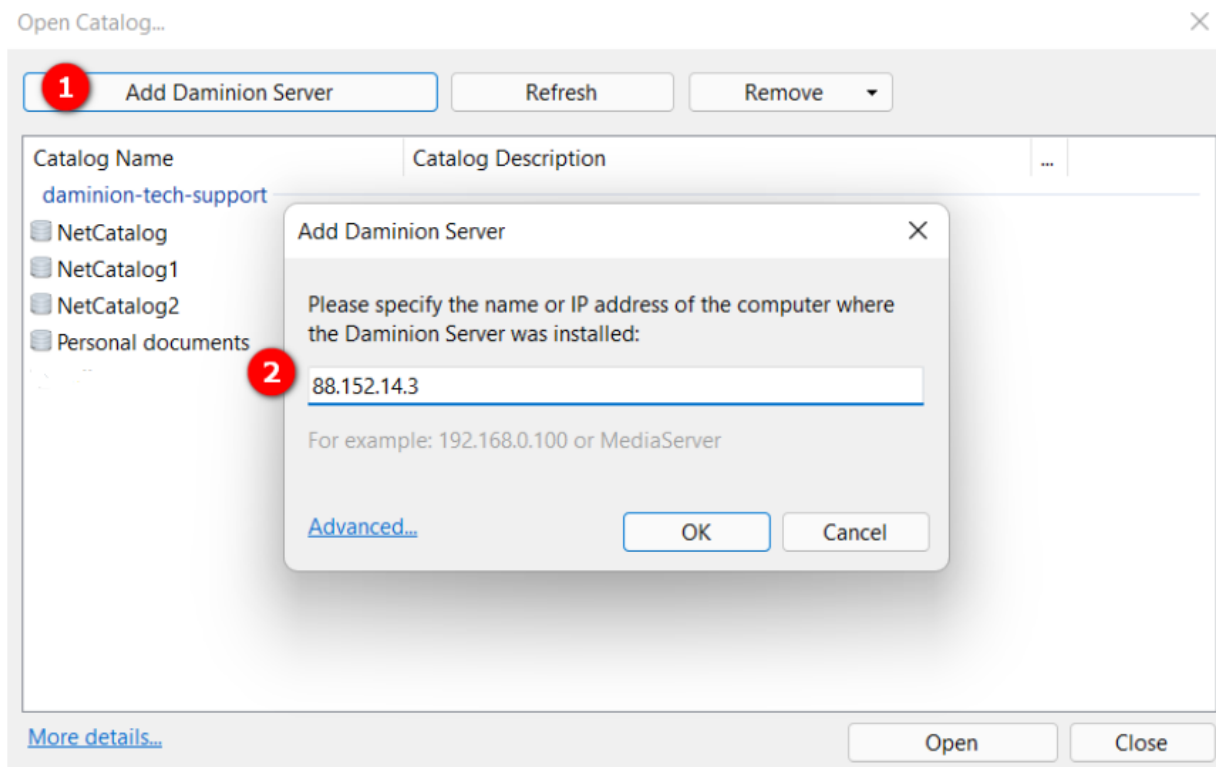 Open Catalog...
1
Add Daminion Server
Refresh
Remove
Catalog Name
Catalog Description
...
daminion-tech-support
NetCatalog
NetCatalog1
NetCatalog2
Personal documents
Add Daminion Server
Please specify the name or IP address of the computer where
the Daminion Server was installed:
2
88.152.14.3
For example: 192.168.0.100 or MediaServer
Advanced...
OK
Cancel
More details...
Open
Close